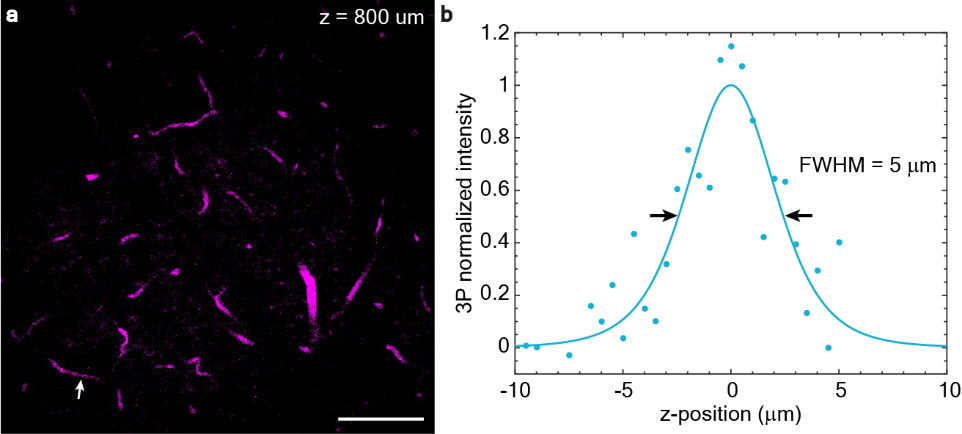 a
z = 800 um
b
1.2
1
0.8
0.6
0.4
0.2
0
3P normalized intensity
FWHM = 5 μm
-10
-5
0
5
10
z-position (μm)